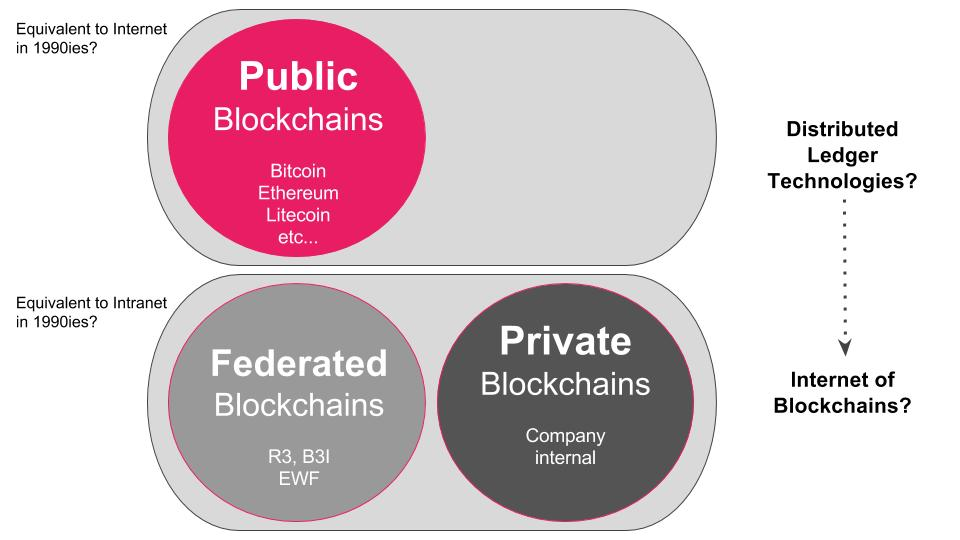 Equivalent to Internet
in 1990ies?
Public
Blockchains
Bitcoin
Ethereum
Litecoin
etc...
Distributed
Ledger
Technologies?
Equivalent to Intranet
in 1990ies?
Federated
Blockchains
R3, B3I
EWF
Private
Blockchains
Company
internal
Internet of
Blockchains?